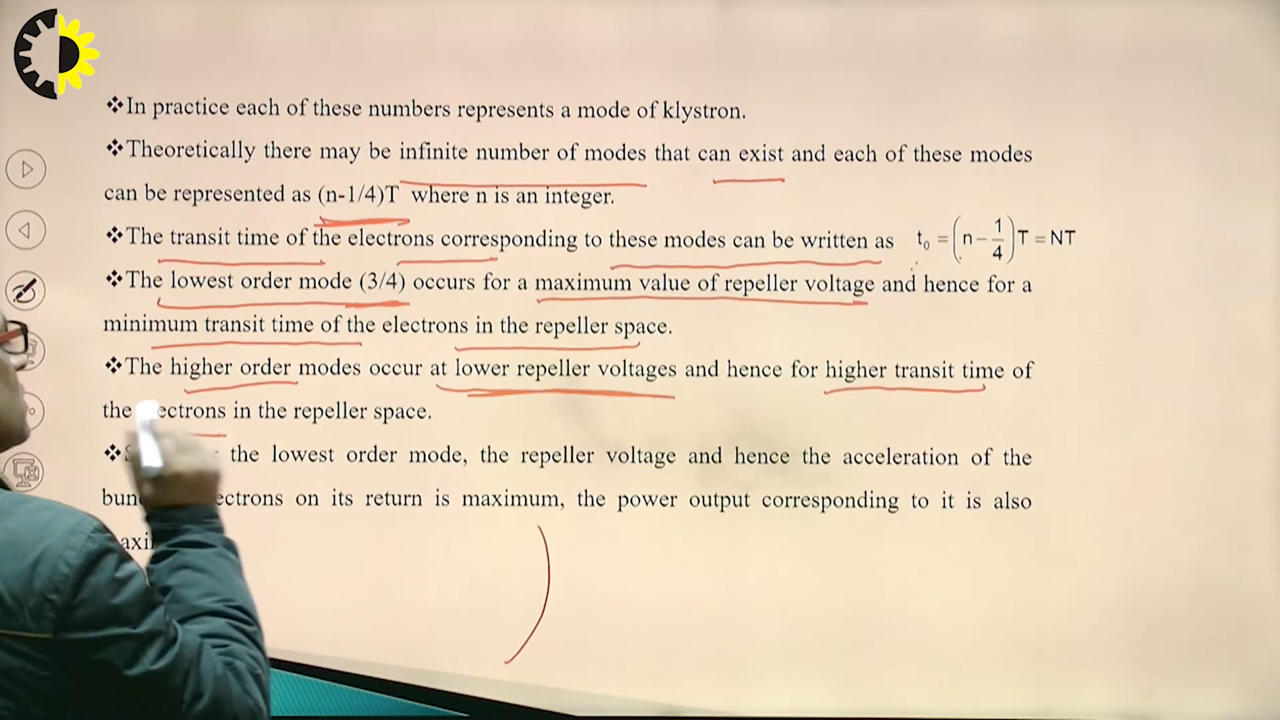 ❖In practice each of these numbers represents a mode of klystron.
❖Theoretically there may be infinite number of modes that can exist and each of these modes
can be represented as (n-1/4)T where n is an integer.
❖The transit time of the electrons corresponding to these modes can be written as t₀ = (n − 1/4)T = NT
❖The lowest order mode (3/4) occurs for a maximum value of repeller voltage and hence for a
minimum transit time of the electrons in the repeller space.
❖The higher order modes occur at lower repeller voltages and hence for higher transit time of
the in the repeller space.
❖ the lowest order mode, the repeller voltage and hence the acceleration of the
on its return is maximum, the power output corresponding to it is also